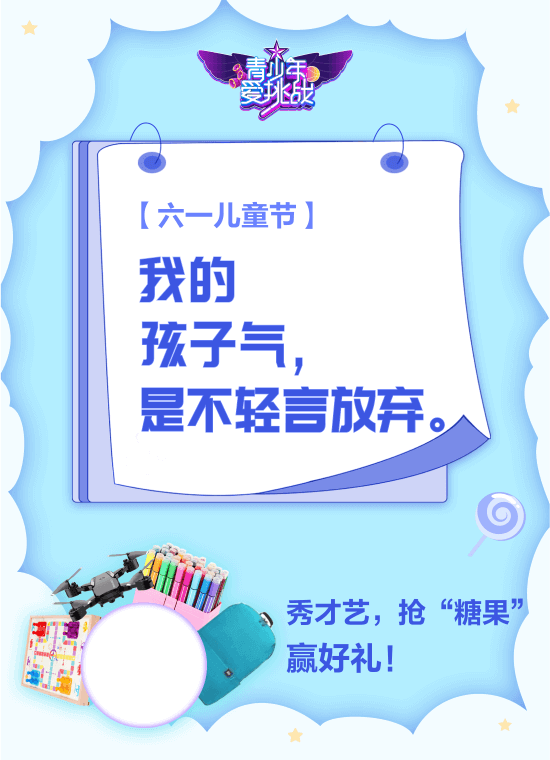 青少年
爱挑战
【六一儿童节】
我的
孩子气，
是不轻言放弃。
秀才艺，抢“糖果”
赢好礼！